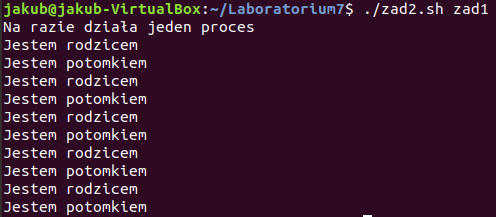 jakub@jakub-VirtualBox:~/Laboratorium7$ ./zad2.sh zad1
Na razie działa jeden proces
Jestem rodzicem
Jestem potomkiem
Jestem rodzicem
Jestem potomkiem
Jestem rodzicem
Jestem potomkiem
Jestem rodzicem
Jestem potomkiem
Jestem rodzicem
Jestem potomkiem